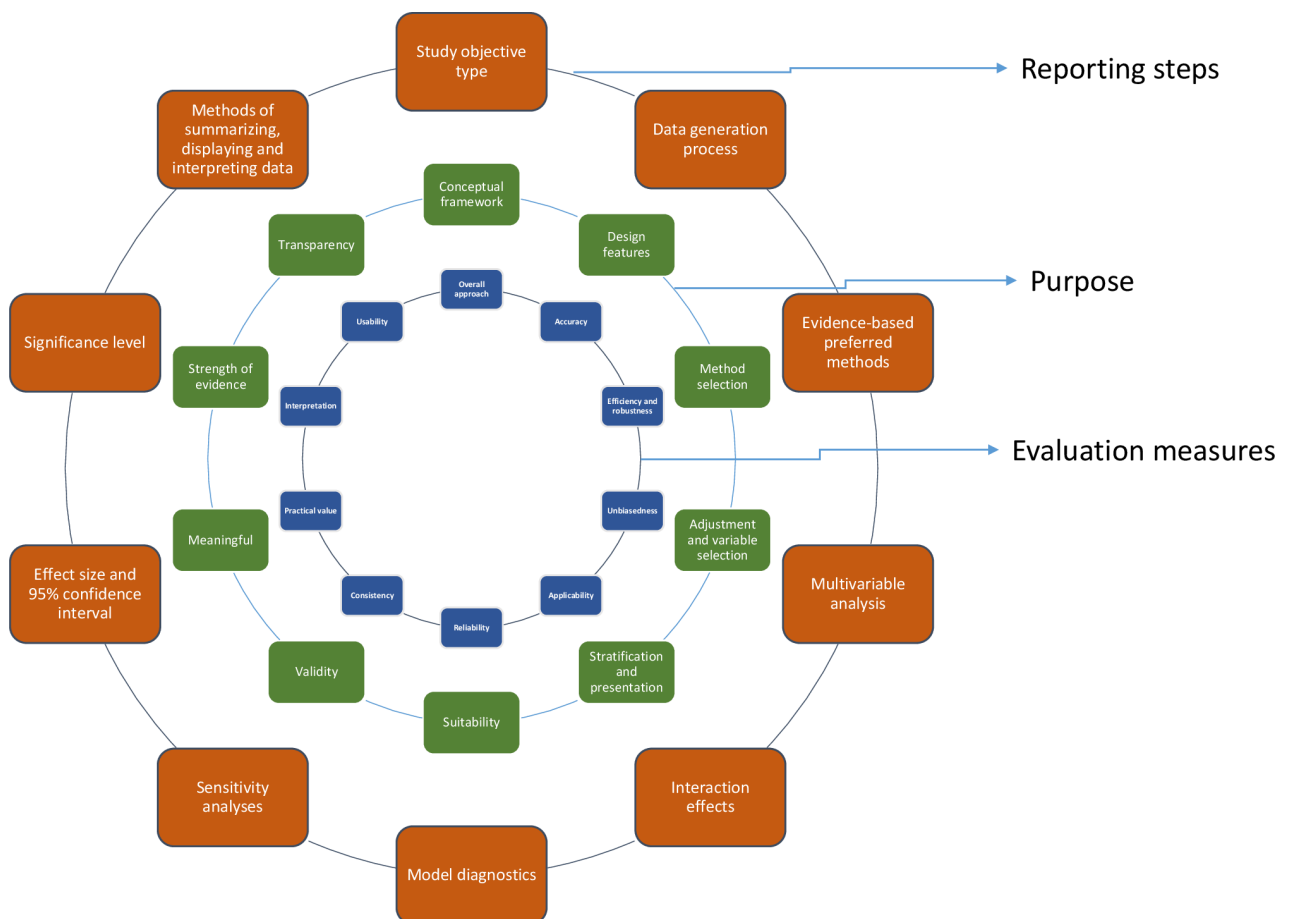 Study objective
type
Reporting steps
Methods of
summarizing,
displaying and
interpreting data
Data generation
process
Conceptual
framework
Transparency
Design
features
Purpose
Overall
approach
Usability
Accuracy
Significance level
Evidence-based
preferred
methods
Strength of
evidence
Method
selection
Interpretation
Efficiency and
robustness
Evaluation measures
Practical value
Unbiasedness
Meaningful
Adjustment
and variable
selection
Effect size and
95% confidence
interval
Multivariable
analysis
Consistency
Applicability
Reliability
Validity
Stratification
and
presentation
Suitability
Sensitivity
analyses
Interaction
effects
Model diagnostics